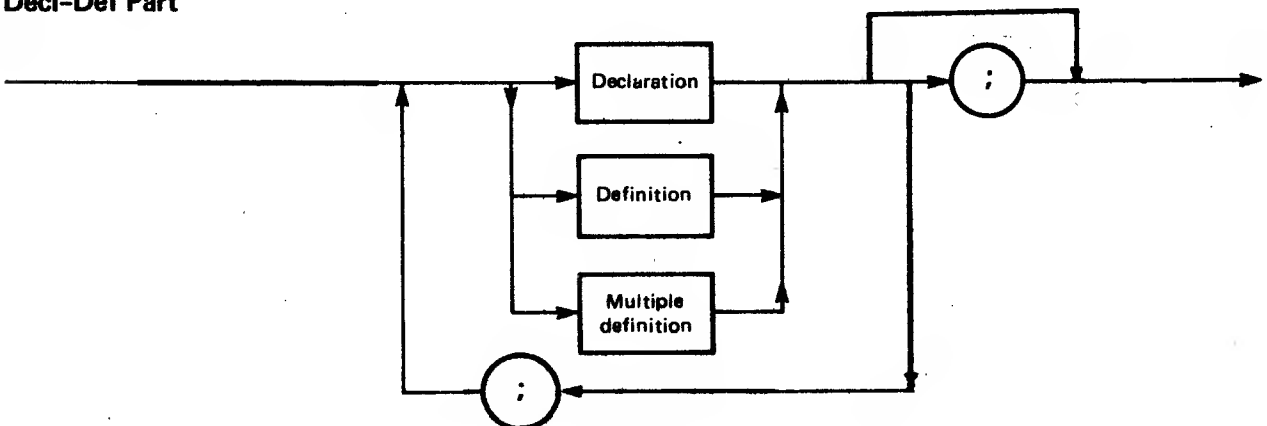 Decl-Def Part
Declaration
;
Definition
Multiple
definition
;